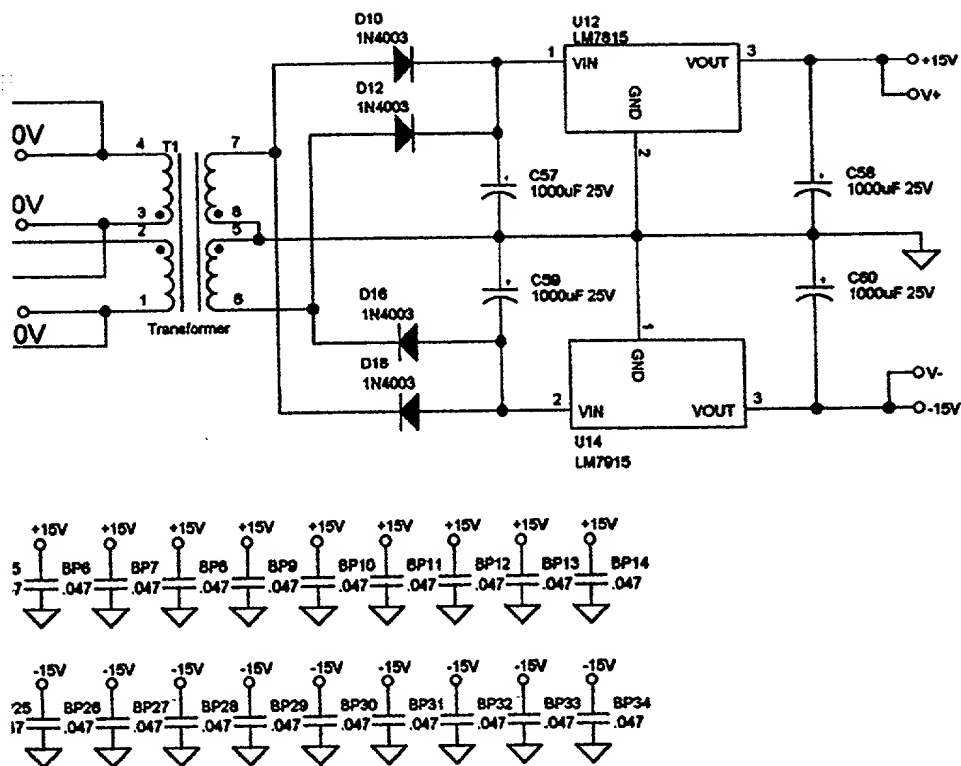 D10
1N4003
U12
LM7815
1
VIN
VOUT
3
+15V
V+
GND
2
D12
1N4003
0V
4
T1
7
C57
1000uF 25V
C58
1000uF 25V
0V
3
8
2
5
C59
1000uF 25V
C60
1000uF 25V
0V
1
6
Transformer
D16
1N4003
1
GND
D18
1N4003
V-
2
VIN
VOUT
3
-15V
U14
LM7915
+15V +15V +15V +15V +15V +15V +15V +15V +15V
5 BP6 BP7 BP8 BP9 BP10 BP11 BP12 BP13 BP14
7 .047 .047 .047 .047 .047 .047 .047 .047 .047
-15V -15V -15V -15V -15V -15V -15V -15V -15V
P25 BP26 BP27 BP28 BP29 BP30 BP31 BP32 BP33 BP34
47 .047 .047 .047 .047 .047 .047 .047 .047 .047